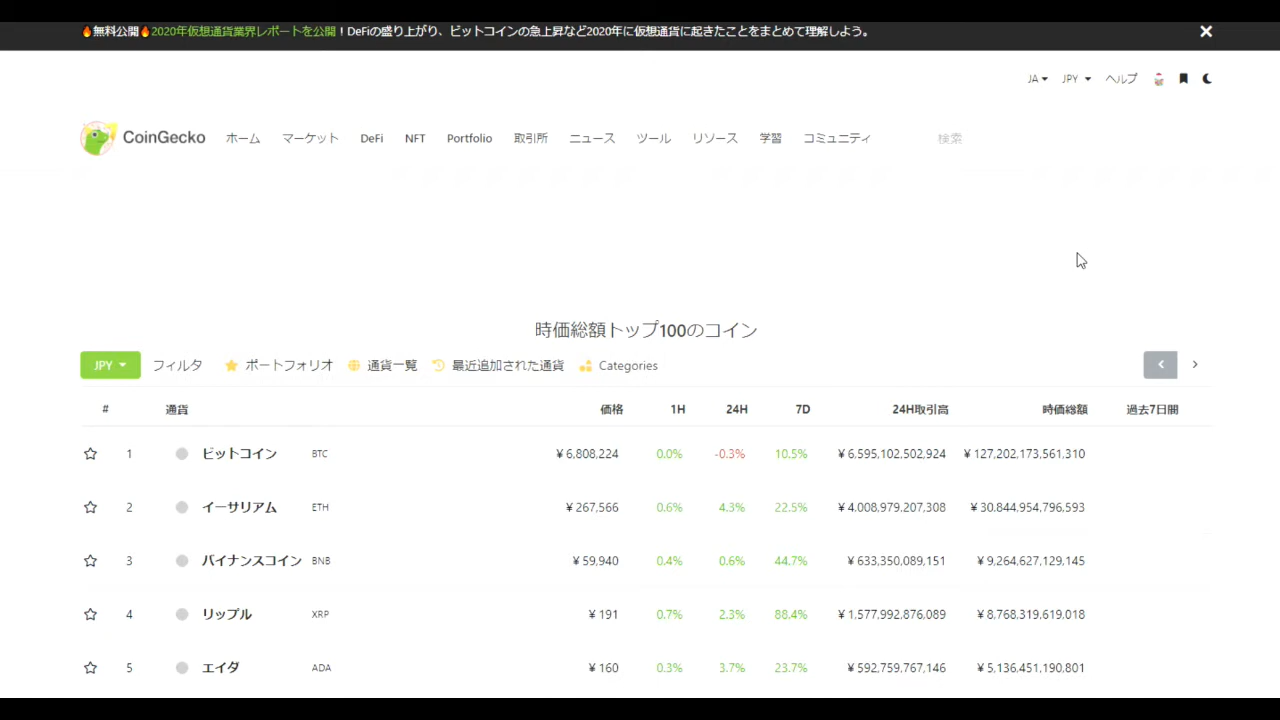 🔥無料公開🔥2020年仮想通貨業界レポートを公開！DeFiの盛り上がり、ビットコインの急上昇など2020年に仮想通貨に起きたことをまとめて理解しよう。
JA JPY ヘルプ
CoinGecko ホーム マーケット DeFi NFT Portfolio 取引所 ニュース ツール リソース 学習 コミュニティ 検索
時価総額トップ100のコイン
JPY フィルタ ポートフォリオ 通貨一覧 最近追加された通貨 Categories
# 通貨 価格 1H 24H 7D 24H取引高 時価総額 過去7日間
1 ビットコイン BTC ¥6,808,224 0.0% -0.3% 10.5% ¥6,595,102,502,924 ¥127,202,173,561,310
2 イーサリアム ETH ¥267,566 0.6% 4.3% 22.5% ¥4,008,979,207,308 ¥30,844,954,796,593
3 バイナンスコイン BNB ¥59,940 0.4% 0.6% 44.7% ¥633,350,089,151 ¥9,264,627,129,145
4 リップル XRP ¥191 0.7% 2.3% 88.4% ¥1,577,992,876,089 ¥8,768,319,619,018
5 エイダ ADA ¥160 0.3% 3.7% 23.7% ¥592,759,767,146 ¥5,136,451,190,801